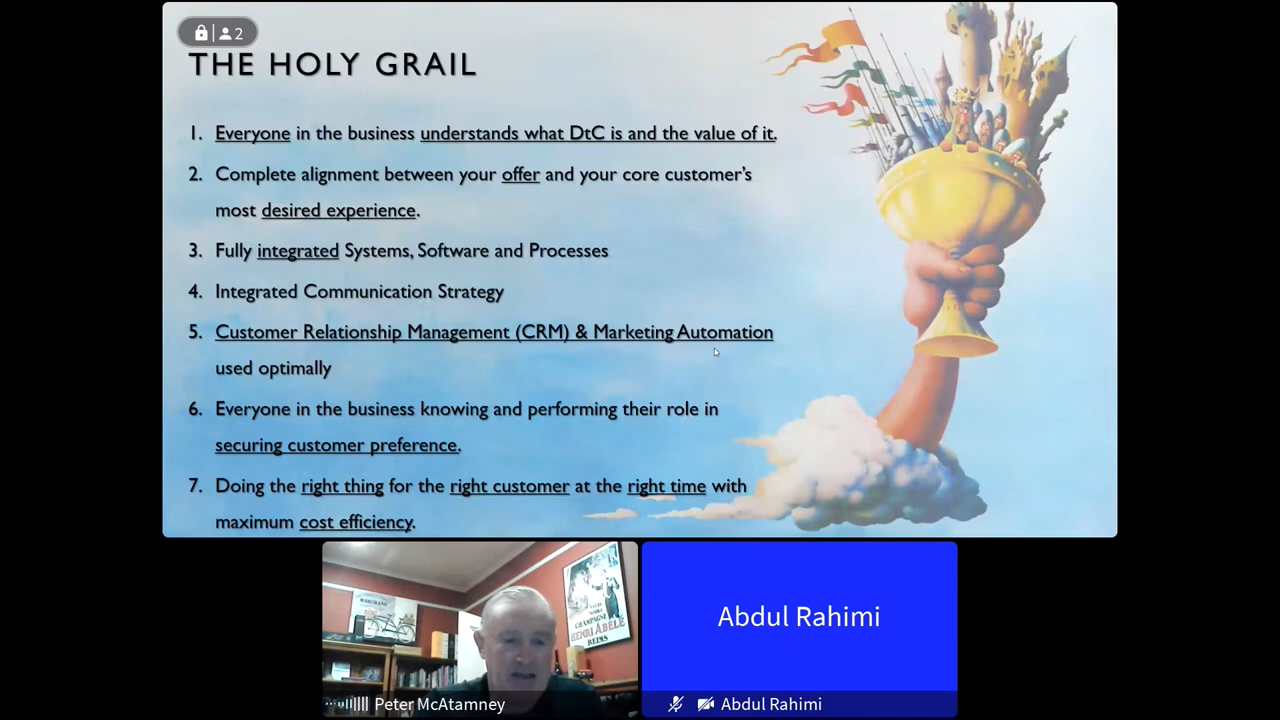 2
THE HOLY GRAIL
1. Everyone in the business understands what DtC is and the value of it.
2. Complete alignment between your offer and your core customer's
most desired experience.
3. Fully integrated Systems, Software and Processes
4. Integrated Communication Strategy
5. Customer Relationship Management (CRM) & Marketing Automation
used optimally
6. Everyone in the business knowing and performing their role in
securing customer preference.
7. Doing the right thing for the right customer at the right time with
maximum cost efficiency.
CHAMPAGNE
HENRI ABELÉ
REIMS
Peter McAtamney
Abdul Rahimi
Abdul Rahimi